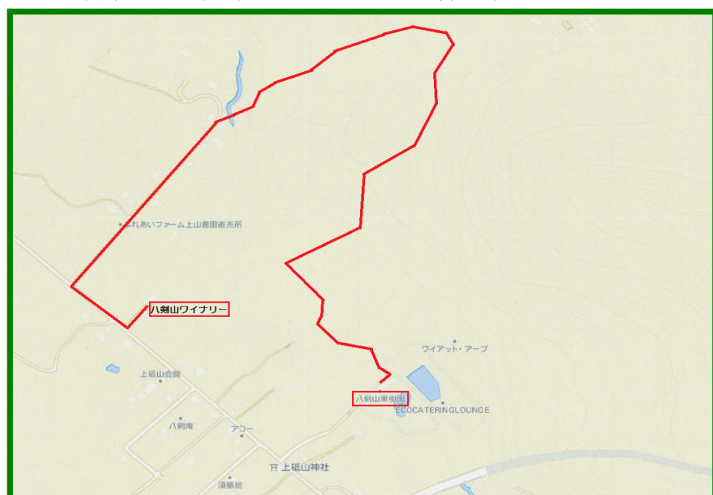 ふれあいファーム上山農園直売所
八剣山ワイナリー
ワイアット・アープ
上砥山会館
八剣山果樹園
ECOCATERINGLOUNGE
八剣庵
アコー
上砥山神社